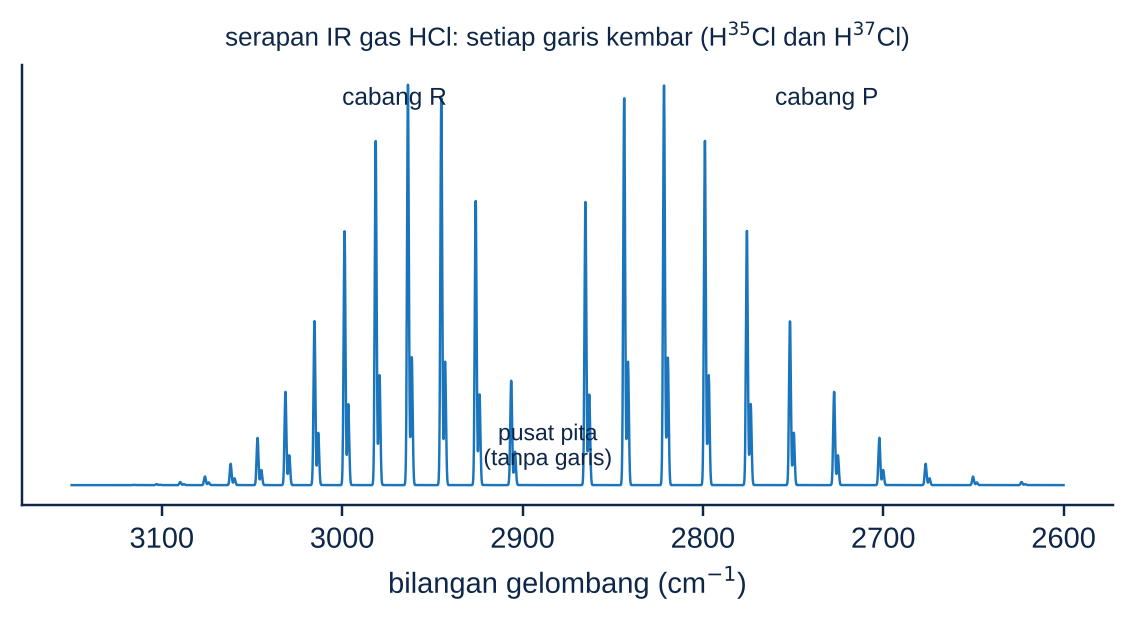 serapan IR gas HCl: setiap garis kembar (H³⁵Cl dan H³⁷Cl)
cabang R
cabang P
pusat pita
(tanpa garis)
3100 3000 2900 2800 2700 2600
bilangan gelombang (cm⁻¹)